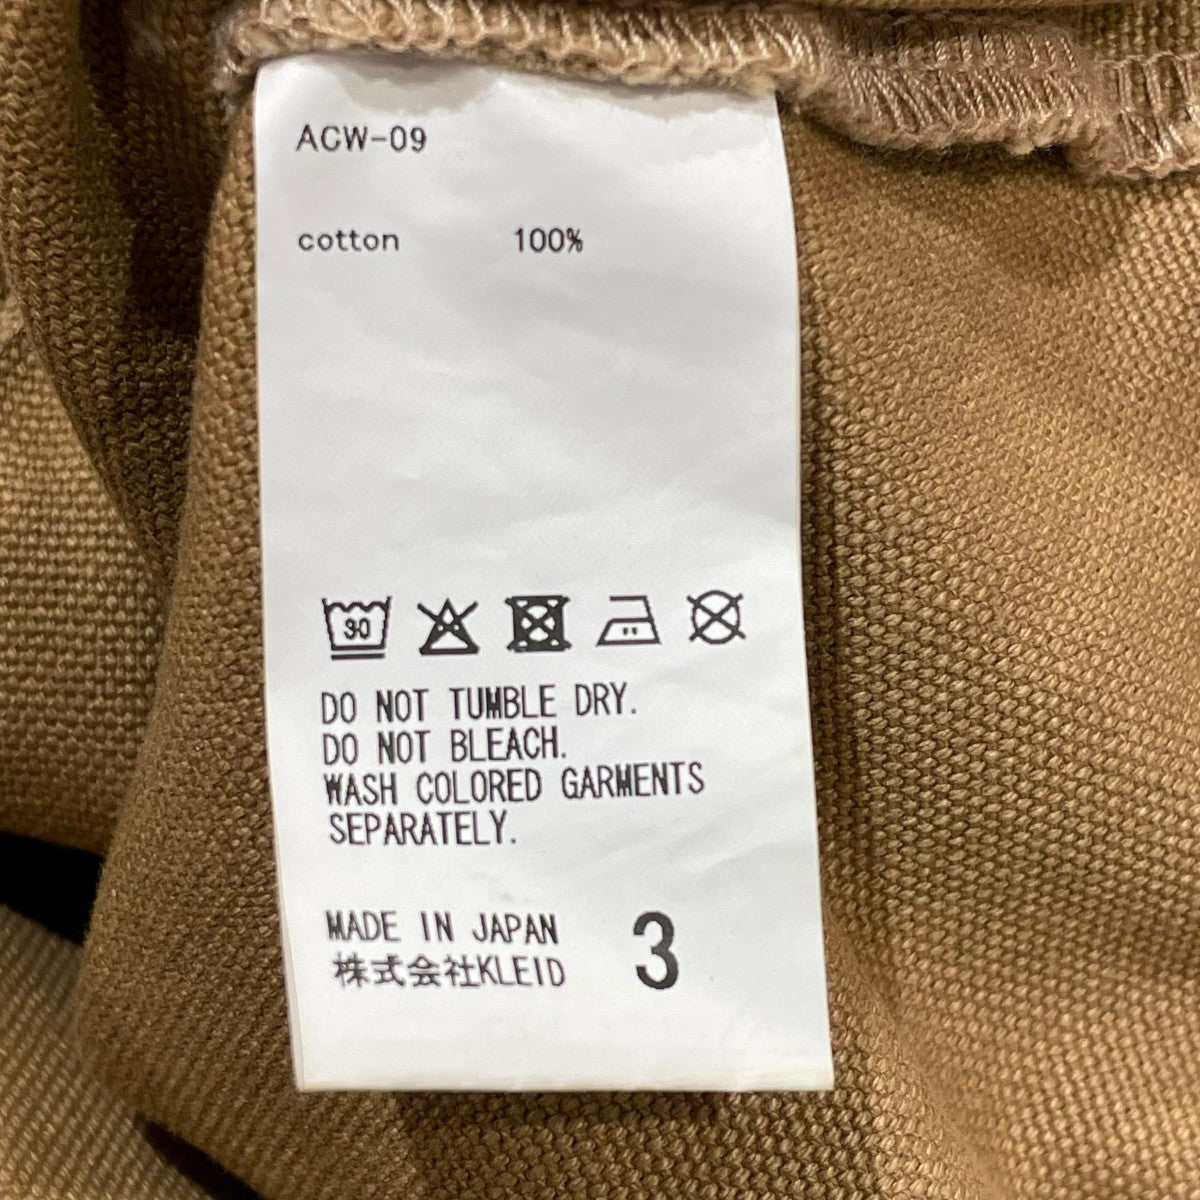 ACW-09
cotton 100%
30
DO NOT TUMBLE DRY.
DO NOT BLEACH.
WASH COLORED GARMENTS
SEPARATELY.
MADE IN JAPAN
株式会社KLEID
3